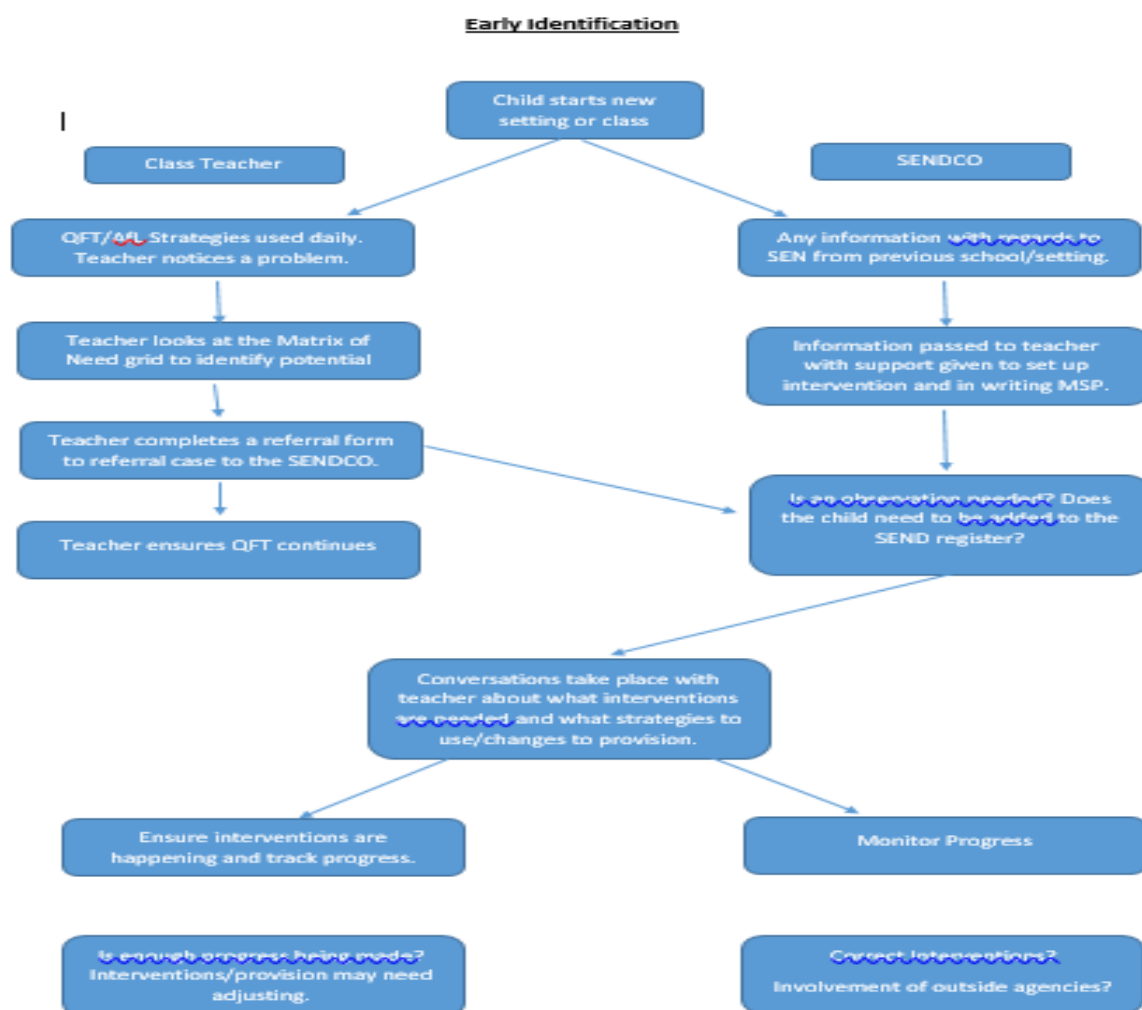 Early Identification
Child starts new
setting or class
Class Teacher
SENDCO
QFT/AfL Strategies used daily.
Teacher notices a problem.
Any information with regards to
SEN from previous school/setting.
Teacher looks at the Matrix of
Need grid to identify potential
Information passed to teacher
with support given to set up
intervention and in writing MSP.
Teacher completes a referral form
to referral case to the SENDCO.
Is an observation needed? Does
the child need to be added to the
SEND register?
Teacher ensures QFT continues
Conversations take place with
teacher about what interventions
are needed and what strategies to
use/changes to provision.
Ensure interventions are
happening and track progress.
Monitor Progress
Is enough progress being made?
Interventions/provision may need
adjusting.
Correct Interventions?
Involvement of outside agencies?